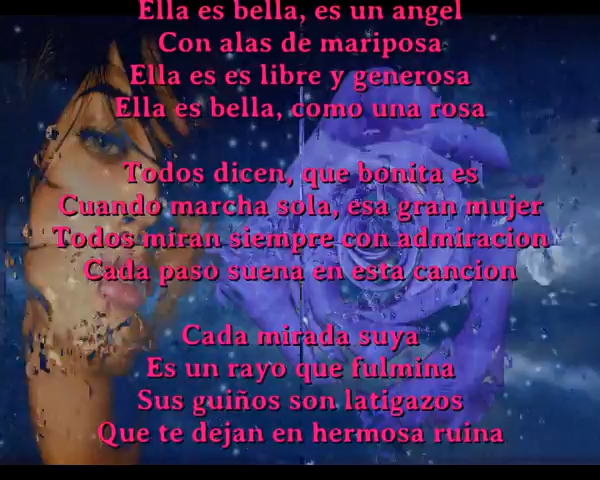 Ella es bella, es un angel
Con alas de mariposa
Ella es es libre y generosa
Ella es bella, como una rosa
Todos dicen, que bonita es
Cuando marcha sola, esa gran mujer
Todos miran siempre con admiracion
Cada paso suena en esta cancion
Cada mirada suya
Es un rayo que fulmina
Sus guiños son latigazos
Que te dejan en hermosa ruina